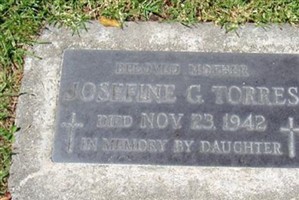 BELOVED MOTHER
JOSEFINE G. TORRES
DIED NOV. 23, 1942
IN MEMORY BY DAUGHTER